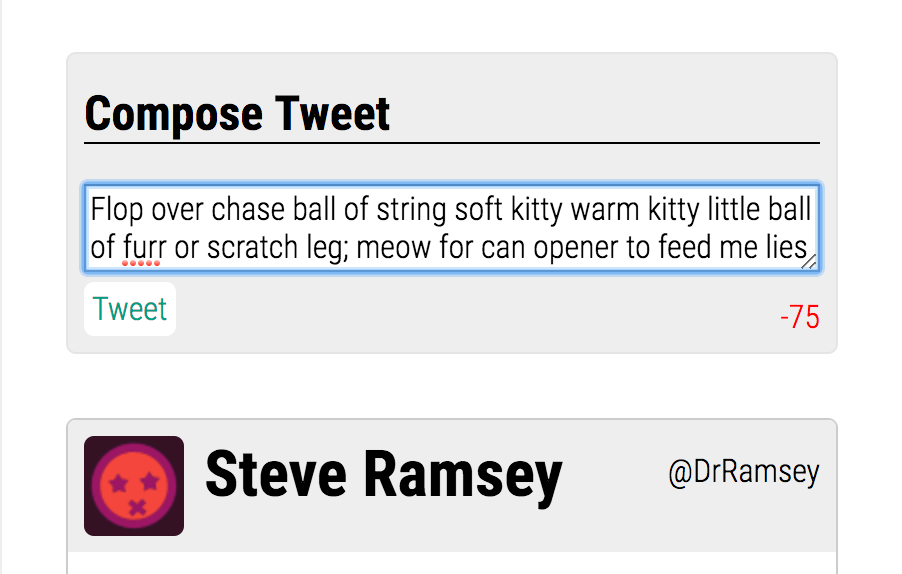 Compose Tweet
Flop over chase ball of string soft kitty warm kitty little ball
of furr or scratch leg; meow for can opener to feed me lies
Tweet
-75
Steve Ramsey
@DrRamsey